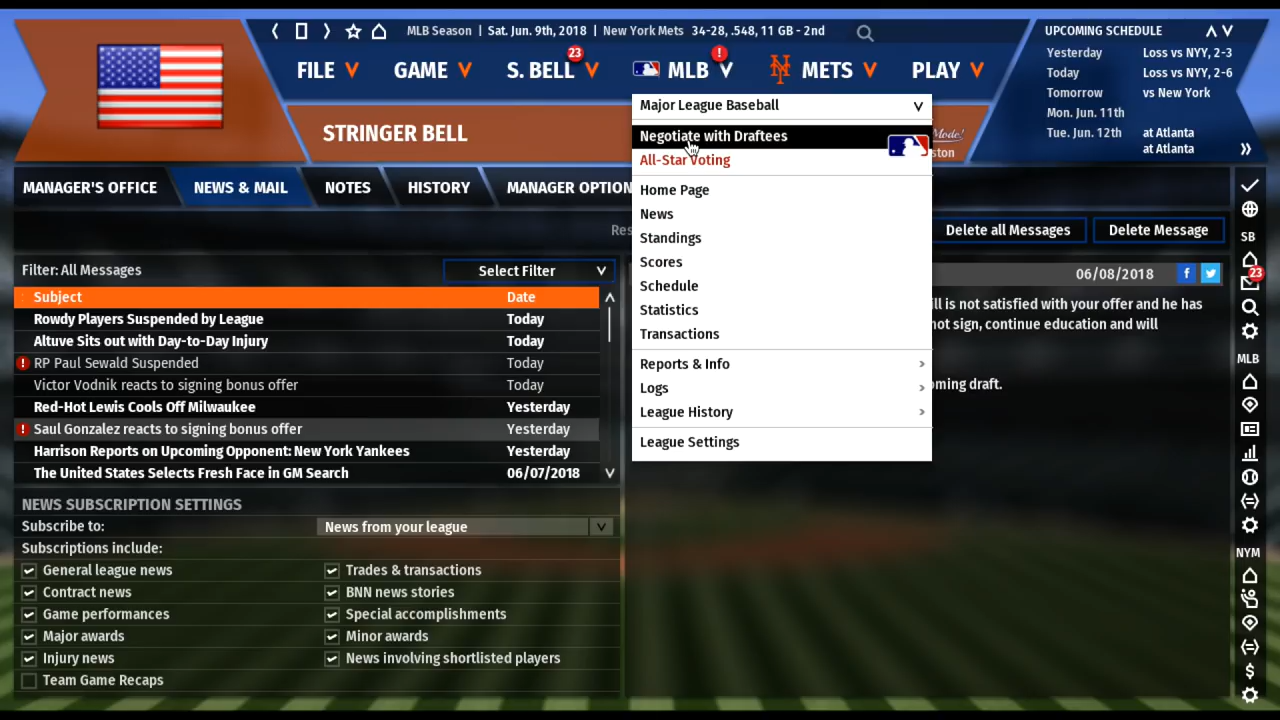 MLB Season | Sat. Jun. 9th, 2018 | New York Mets 34-28, .548, 11 GB - 2nd
FILE
GAME
S. BELL
23
MLB
!
METS
PLAY
UPCOMING SCHEDULE
Yesterday Loss vs NYY, 2-3
Today Loss vs NYY, 2-6
Tomorrow vs New York
Mon. Jun. 11th
Tue. Jun. 12th at Atlanta
at Atlanta
STRINGER BELL
Mode!
ston
Major League Baseball
Negotiate with Draftees
All-Star Voting
Home Page
News
Standings
Scores
Schedule
Statistics
Transactions
Reports & Info
Logs
League History
League Settings
MANAGER'S OFFICE
NEWS & MAIL
NOTES
HISTORY
MANAGER OPTION
Res
Delete all Messages
Delete Message
Filter: All Messages
Select Filter
Subject Date
Rowdy Players Suspended by League Today
Altuve Sits out with Day-to-Day Injury Today
! RP Paul Sewald Suspended Today
Victor Vodnik reacts to signing bonus offer Today
Red-Hot Lewis Cools Off Milwaukee Yesterday
! Saul Gonzalez reacts to signing bonus offer Yesterday
Harrison Reports on Upcoming Opponent: New York Yankees Yesterday
The United States Selects Fresh Face in GM Search 06/07/2018
06/08/2018
ill is not satisfied with your offer and he has
not sign, continue education and will
oming draft.
NEWS SUBSCRIPTION SETTINGS
Subscribe to: News from your league
Subscriptions include:
General league news Trades & transactions
Contract news BNN news stories
Game performances Special accomplishments
Major awards Minor awards
Injury news News involving shortlisted players
Team Game Recaps
SB
23
MLB
NYM
$